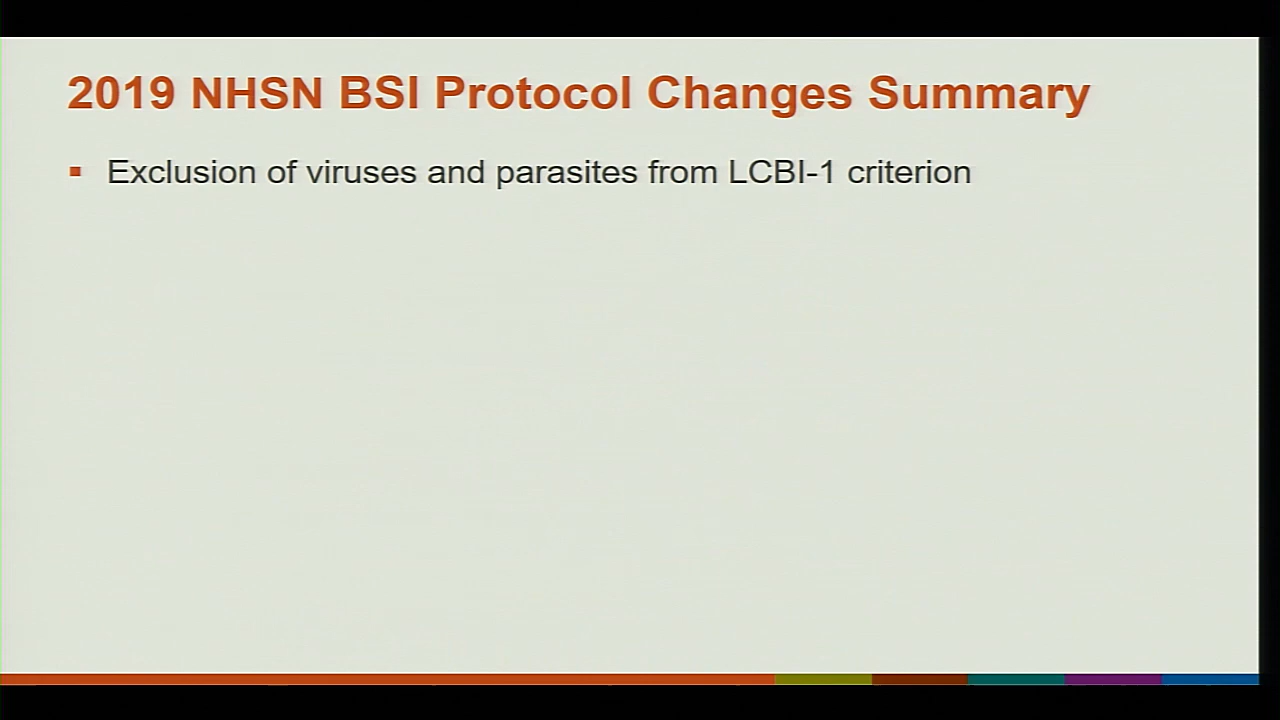 2019 NHSN BSI Protocol Changes Summary
▪ Exclusion of viruses and parasites from LCBI-1 criterion